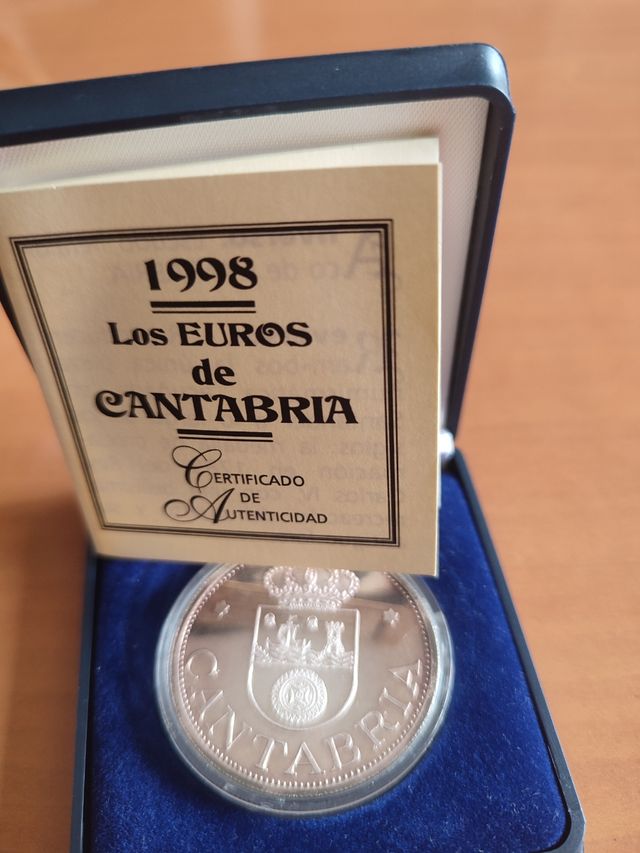 1998
Los EUROS
de
CANTABRIA
CERTIFICADO
DE
AUTENTICIDAD
CANTABRIA